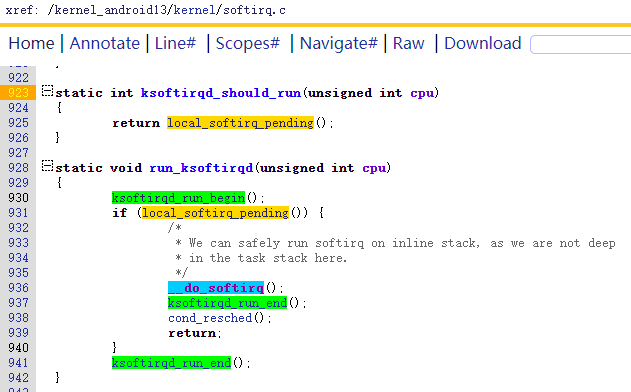 xref: /kernel_android13/kernel/softirq.c
Home | Annotate | Line# | Scopes# | Navigate# | Raw | Download
922
923 static int ksoftirqd_should_run(unsigned int cpu)
924 {
925 return local_softirq_pending();
926 }
927
928 static void run_ksoftirqd(unsigned int cpu)
929 {
930 ksoftirqd_run_begin();
931 if (local_softirq_pending()) {
932 /*
933 * We can safely run softirq on inline stack, as we are not deep
934 * in the task stack here.
935 */
936 __do_softirq();
937 ksoftirqd_run_end();
938 cond_resched();
939 return;
940 }
941 ksoftirqd_run_end();
942 }